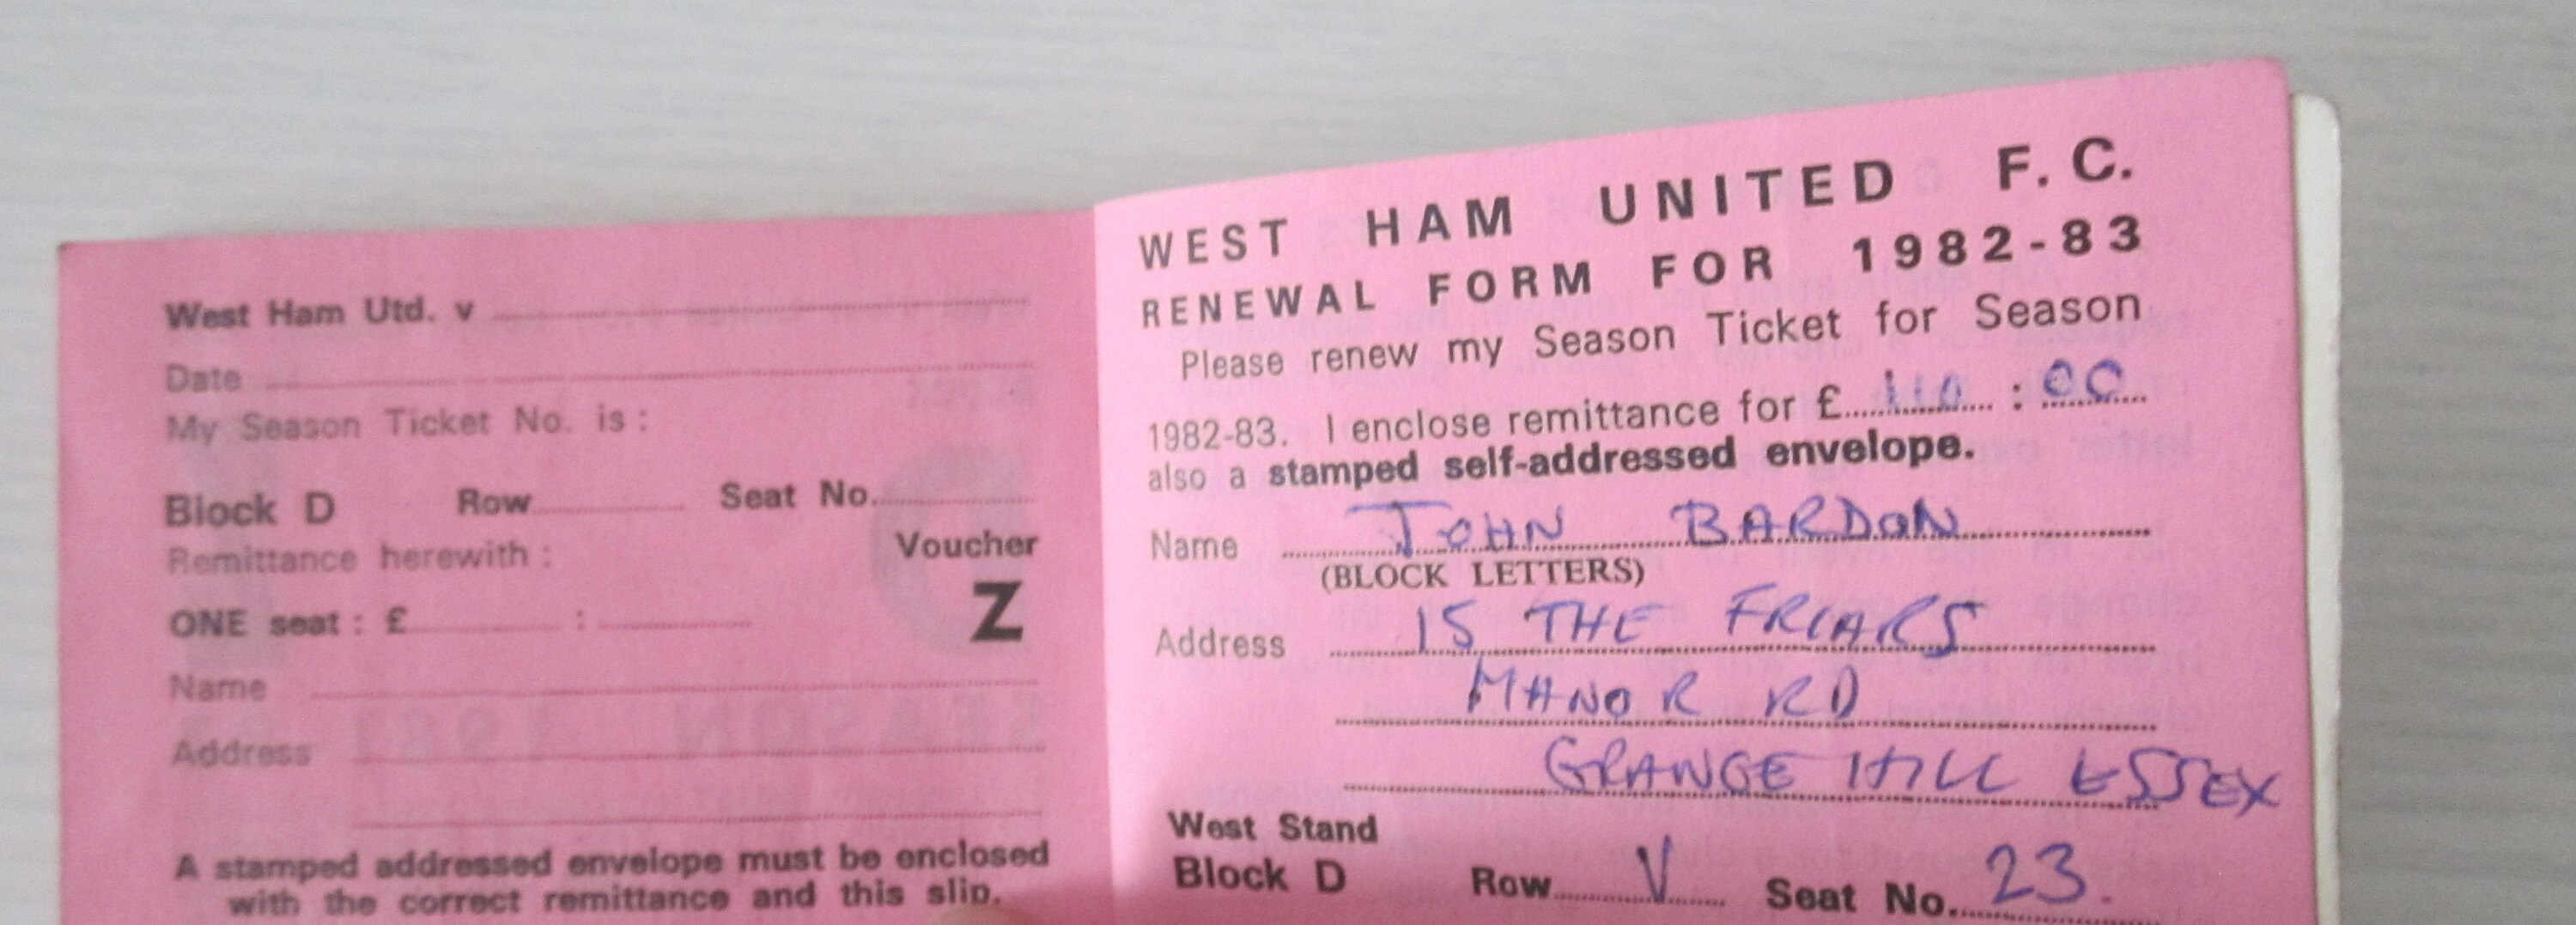 West Ham Utd. v
Date
My Season Ticket No. is :
Block D Row Seat No.
Remittance herewith :
Voucher
Z
ONE seat : £ :
Name
Address
A stamped addressed envelope must be enclosed
with the correct remittance and this slip.
WEST HAM UNITED F.C.
RENEWAL FORM FOR 1982-83
Please renew my Season Ticket for Season
1982-83. I enclose remittance for £ 110 : 00
also a stamped self-addressed envelope.
Name JOHN BARDON
(BLOCK LETTERS)
Address 15 THE FRIARS
MANOR RD
GRANGE HILL ESSEX
West Stand
Block D Row V Seat No. 23.